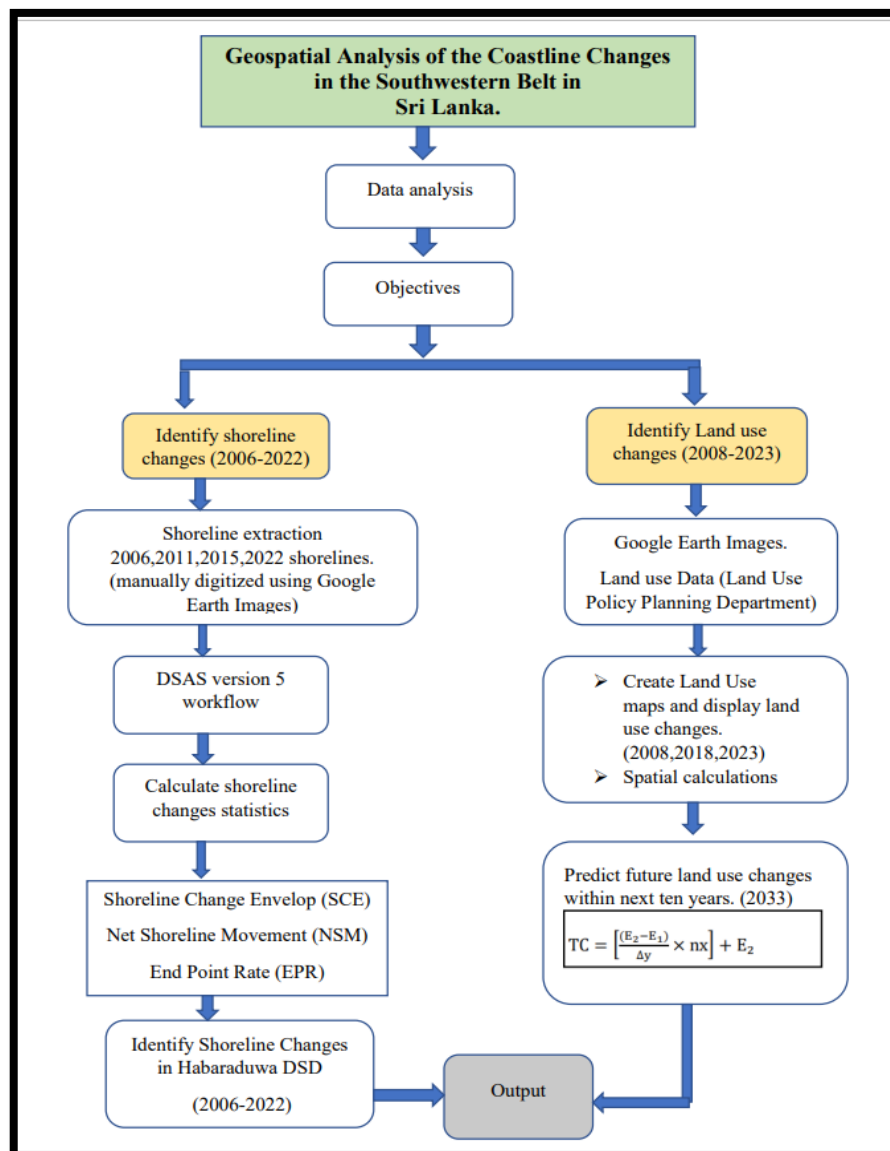 Geospatial Analysis of the Coastline Changes
in the Southwestern Belt in
Sri Lanka.
Data analysis
Objectives
Identify shoreline
changes (2006-2022)
Shoreline extraction
2006,2011,2015,2022 shorelines.
(manually digitized using Google
Earth Images)
DSAS version 5
workflow
Calculate shoreline
changes statistics
Shoreline Change Envelop (SCE)
Net Shoreline Movement (NSM)
End Point Rate (EPR)
Identify Shoreline Changes
in Habaraduwa DSD
(2006-2022)
Identify Land use
changes (2008-2023)
Google Earth Images.
Land use Data (Land Use
Policy Planning Department)
➢ Create Land Use
maps and display land
use changes.
(2008,2018,2023)
➢ Spatial calculations
Predict future land use changes
within next ten years. (2033)
TC = [(E₂−E₁)/Δy × nx] + E₂
Output